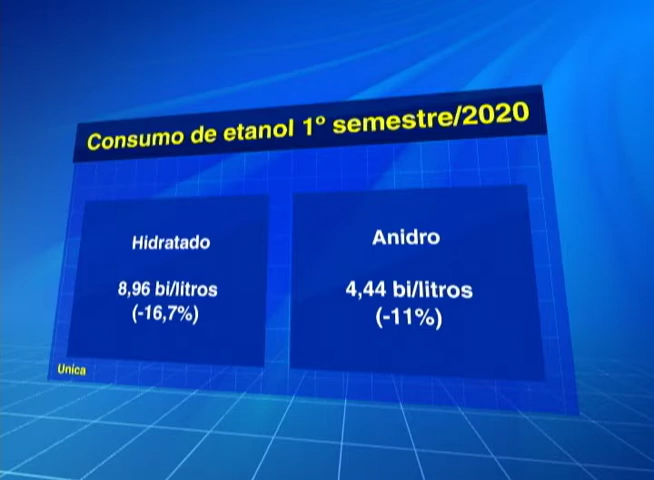 Consumo de etanol 1º semestre/2020
Hidratado
8,96 bi/litros
(-16,7%)
Anidro
4,44 bi/litros
(-11%)
Unica